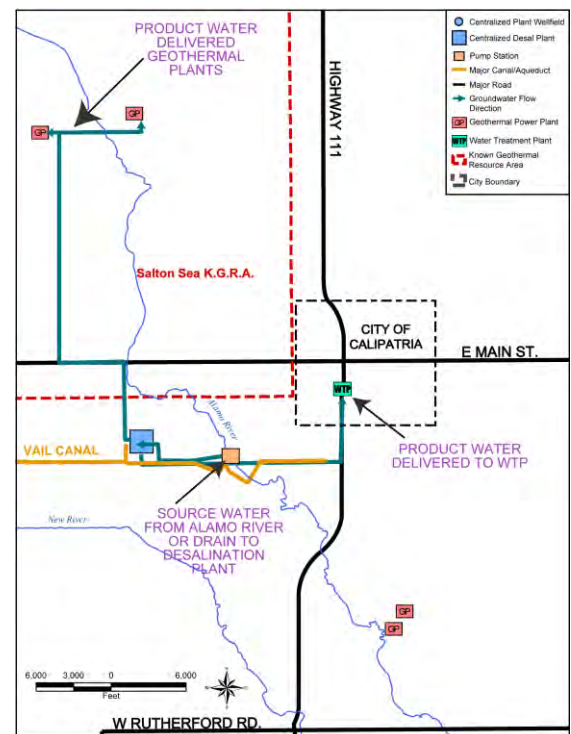 PRODUCT WATER
DELIVERED
GEOTHERMAL
PLANTS
GP
GP
HIGHWAY 111
Centralized Plant Wellfield
Centralized Desal Plant
Pump Station
Major Canal/Aqueduct
Major Road
Groundwater Flow
Direction
GP
Geothermal Power Plant
WTP
Water Treatment Plant
Known Geothermal
Resource Area
City Boundary
Salton Sea K.G.R.A.
CITY OF
CALIPATRIA
E MAIN ST.
WTP
Alamo River
PRODUCT WATER
DELIVERED TO WTP
VAIL CANAL
SOURCE WATER
FROM ALAMO RIVER
OR DRAIN TO
DESALINATION
PLANT
New River
GP
GP
6,000 3,000 0 6,000
Feet
W RUTHERFORD RD.